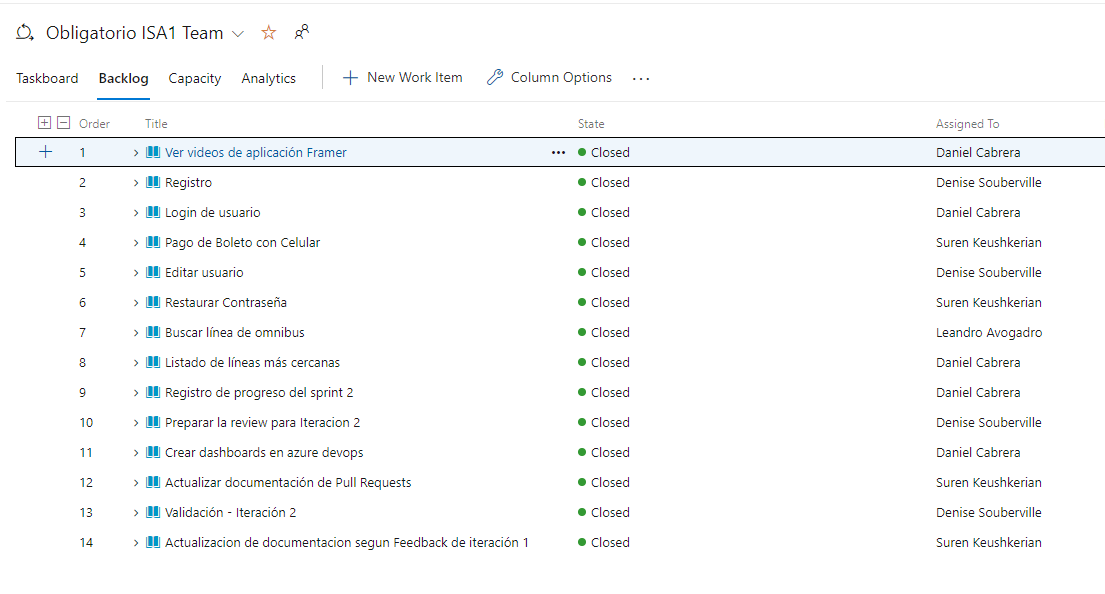 Obligatorio ISA1 Team
Taskboard Backlog Capacity Analytics New Work Item Column Options ...
Order Title State Assigned To
1 Ver videos de aplicación Framer ... Closed Daniel Cabrera
2 Registro Closed Denise Souberville
3 Login de usuario Closed Daniel Cabrera
4 Pago de Boleto con Celular Closed Suren Keushkerian
5 Editar usuario Closed Denise Souberville
6 Restaurar Contraseña Closed Suren Keushkerian
7 Buscar línea de omnibus Closed Leandro Avogadro
8 Listado de líneas más cercanas Closed Daniel Cabrera
9 Registro de progreso del sprint 2 Closed Daniel Cabrera
10 Preparar la review para Iteracion 2 Closed Denise Souberville
11 Crear dashboards en azure devops Closed Daniel Cabrera
12 Actualizar documentación de Pull Requests Closed Suren Keushkerian
13 Validación - Iteración 2 Closed Denise Souberville
14 Actualizacion de documentacion segun Feedback de iteración 1 Closed Suren Keushkerian